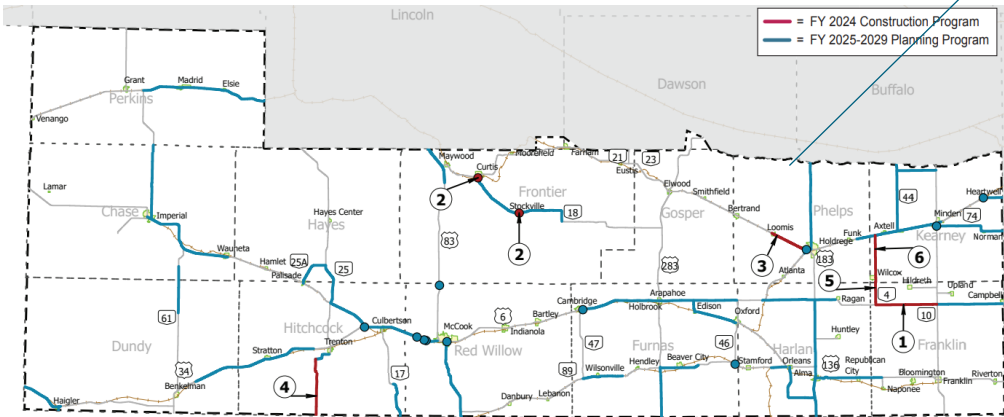 Lincoln
= FY 2024 Construction Program
= FY 2025-2029 Planning Program
Dawson
Buffalo
Grant
Madrid
Elsie
Perkins
Venango
Maywood
Curtis
Moorefield
Farnam
21
23
Eustis
2
Frontier
Stockville
18
2
Elwood
Smithfield
Gosper
Bertrand
Loomis
3
Phelps
Holdrege
183
Funk
Axtell
44
Heartwell
Minden
74
Kearney
Norman
6
Lamar
Chase
Imperial
Hayes Center
Hayes
83
Wauneta
Hamlet
25A
25
Palisade
283
Atlanta
5
Wilcox
4
Hildreth
Upland
Campbell
61
Culbertson
McCook
6
Indianola
Bartley
Cambridge
Arapahoe
Holbrook
Edison
Oxford
Ragan
10
1
Dundy
Hitchcock
Stratton
Trenton
Red Willow
47
Furnas
46
Harlan
Huntley
Franklin
34
Benkelman
4
17
89
Wilsonville
Hendley
Beaver City
Stamford
Orleans
Alma
136
Republican
City
Bloomington
Franklin
Riverton
Naponee
Haigler
Danbury
Lebanon